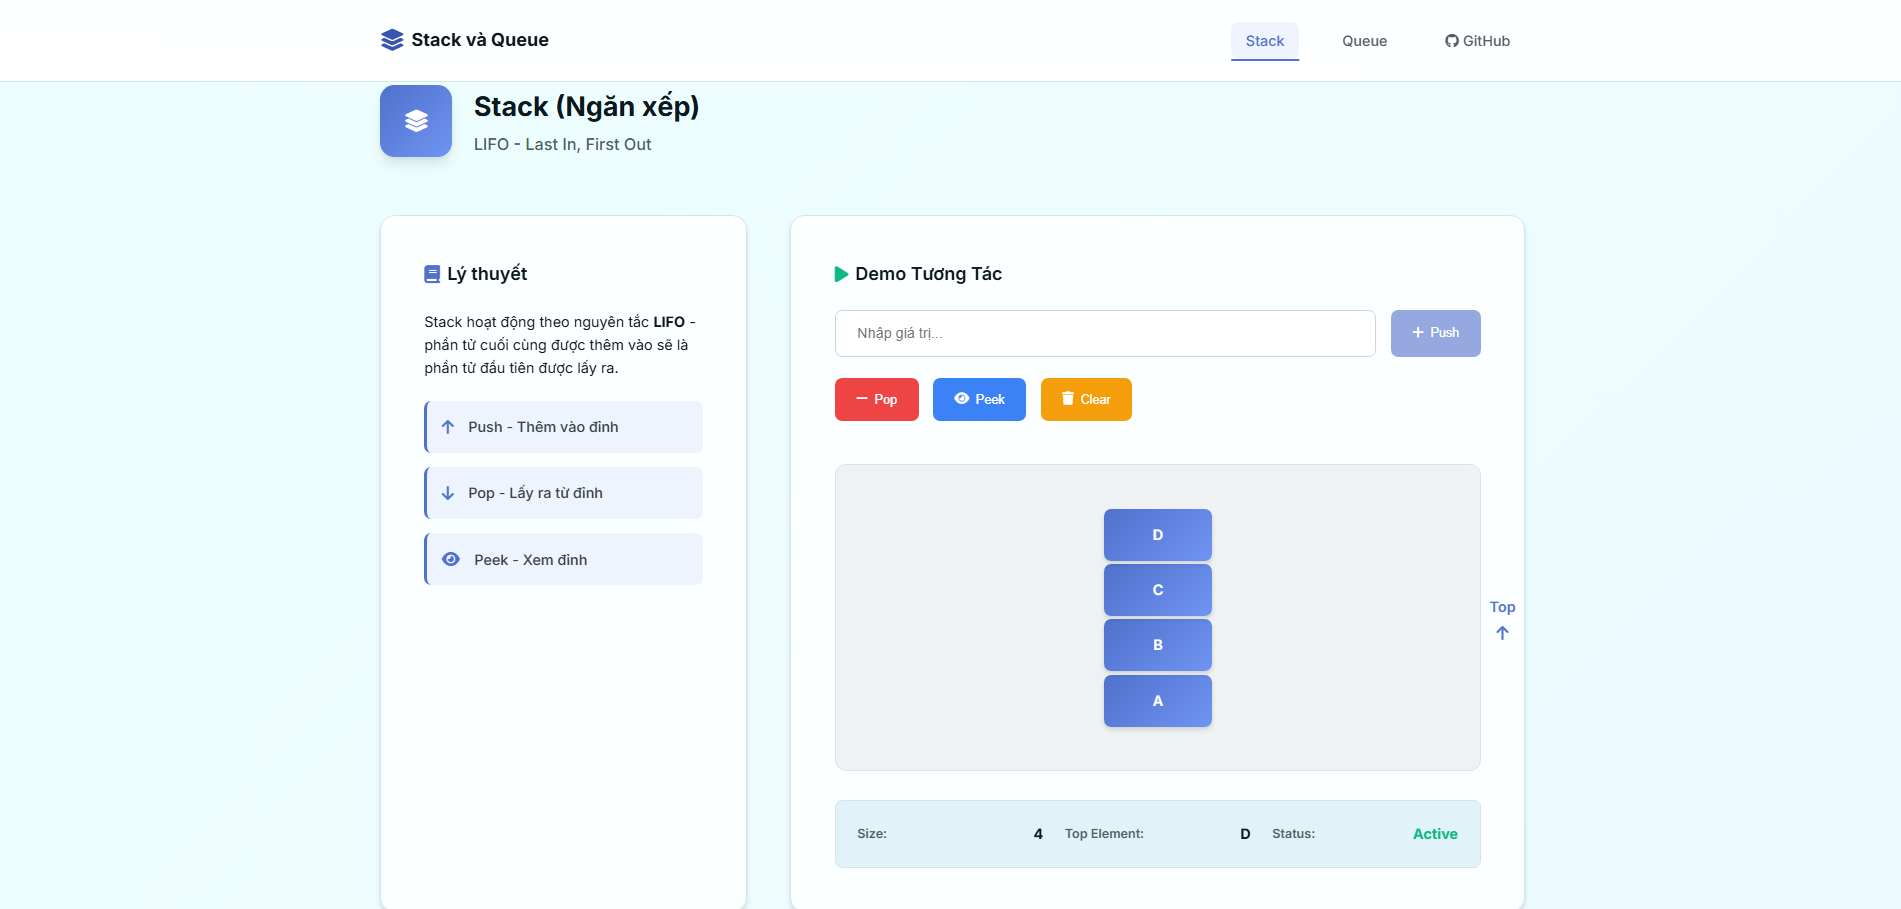 Stack và Queue
Stack
Queue
GitHub
Stack (Ngăn xếp)
LIFO - Last In, First Out
Lý thuyết
Stack hoạt động theo nguyên tắc LIFO -
phần tử cuối cùng được thêm vào sẽ là
phần tử đầu tiên được lấy ra.
Push - Thêm vào đỉnh
Pop - Lấy ra từ đỉnh
Peek - Xem đỉnh
Demo Tương Tác
Nhập giá trị...
Push
Pop
Peek
Clear
D
C
B
A
Top
Size: 4 Top Element: D Status: Active